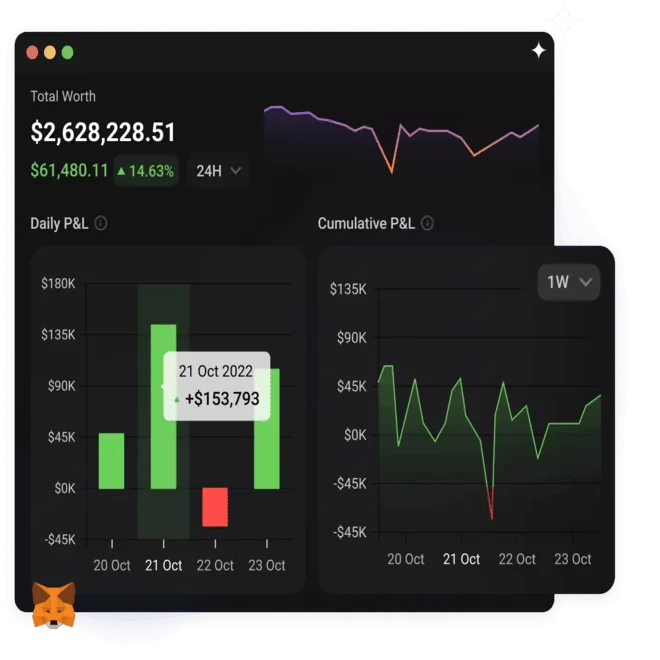 Total Worth
$2,628,228.51
$61,480.11 ▲ 14.63% 24H
Daily P&L
Cumulative P&L
$180K
$135K
$90K
$45K
$0K
-$45K
21 Oct 2022
▲ +$153,793
20 Oct 21 Oct 22 Oct 23 Oct
1W
$135K
$90K
$45K
$0K
-$45K
-$45K
20 Oct 21 Oct 22 Oct 23 Oct